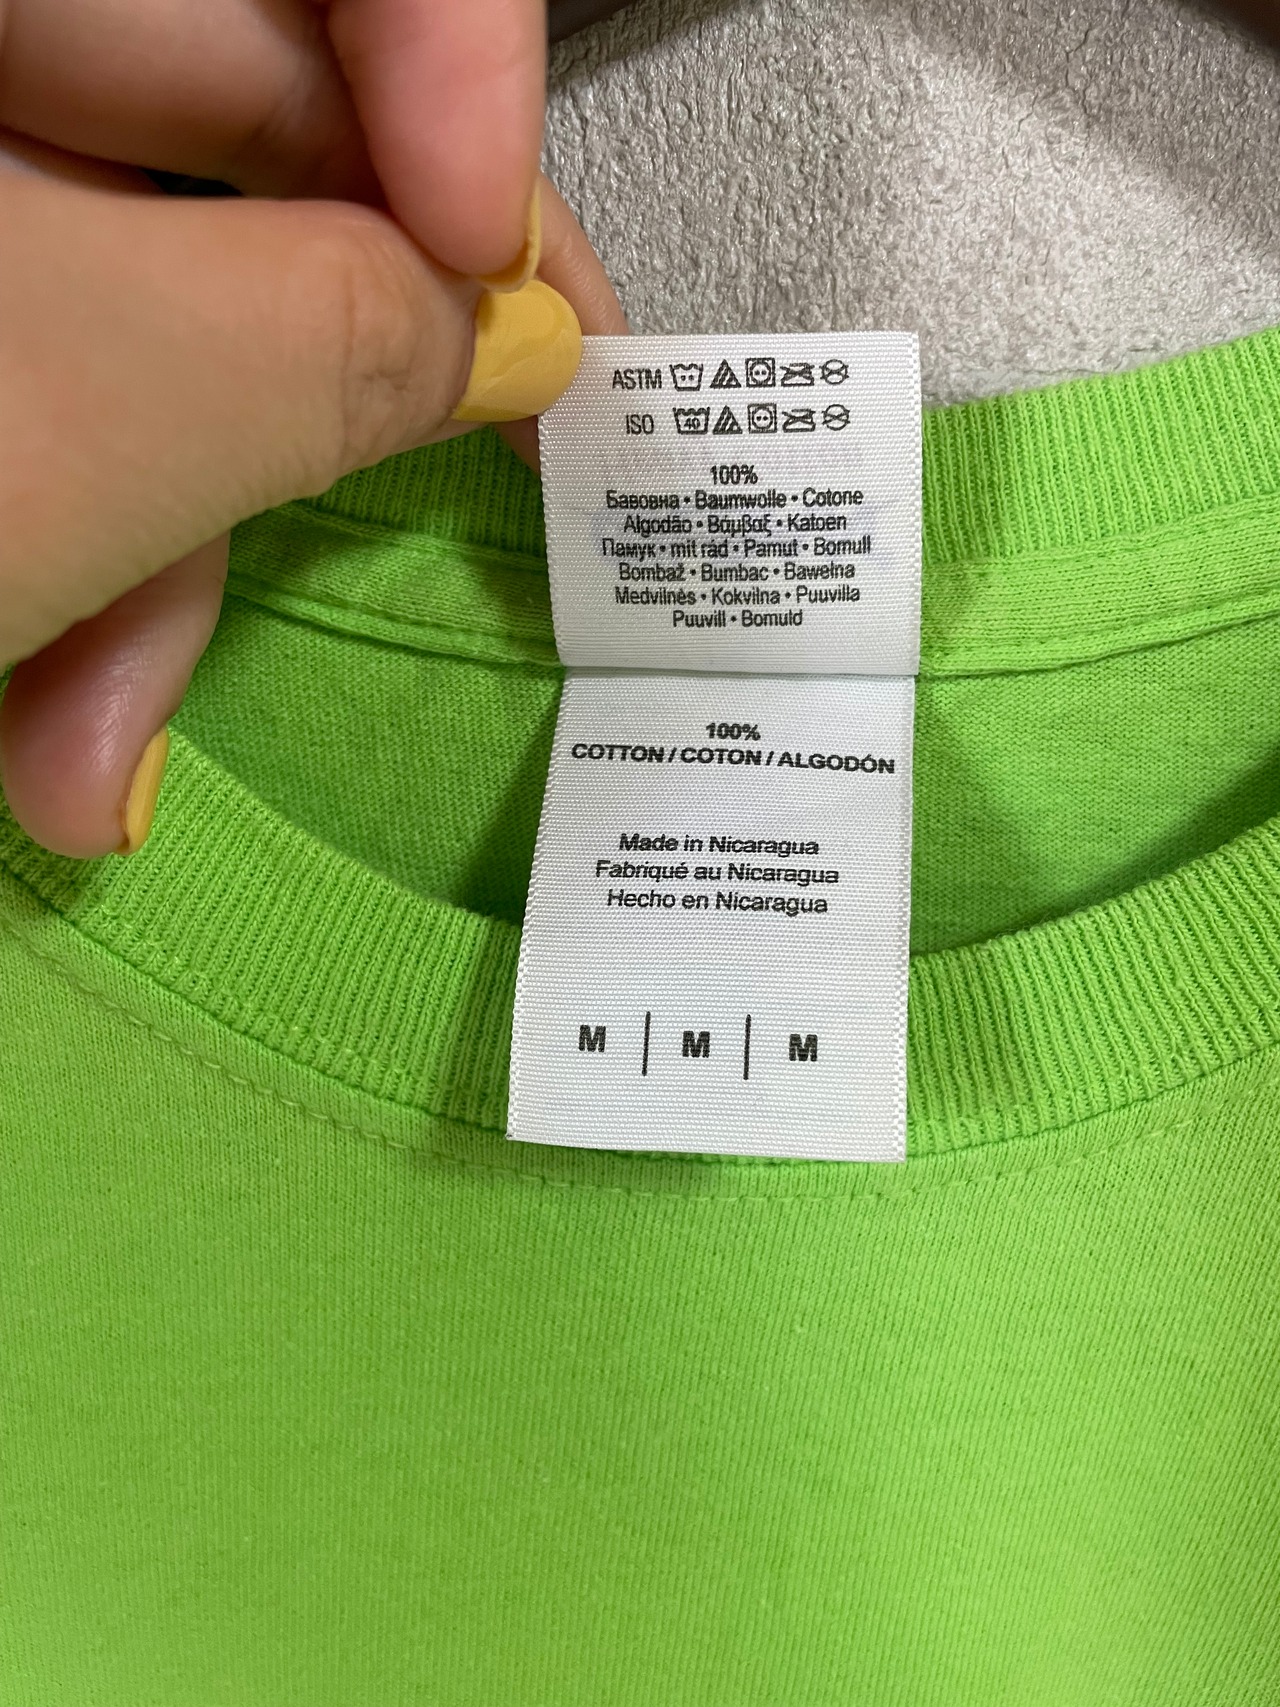 ASTM
ISO 40
100%
Бавовна • Baumwolle • Cotone
Algodão • Βάμβαξ • Katoen
Памук • mit rád • Pamut • Bomull
Bombaž • Bumbac • Bawełna
Medvilnės • Kokvilna • Puuvilla
Puuvill • Bomuld
100%
COTTON / COTON / ALGODÓN
Made in Nicaragua
Fabriqué au Nicaragua
Hecho en Nicaragua
M | M | M